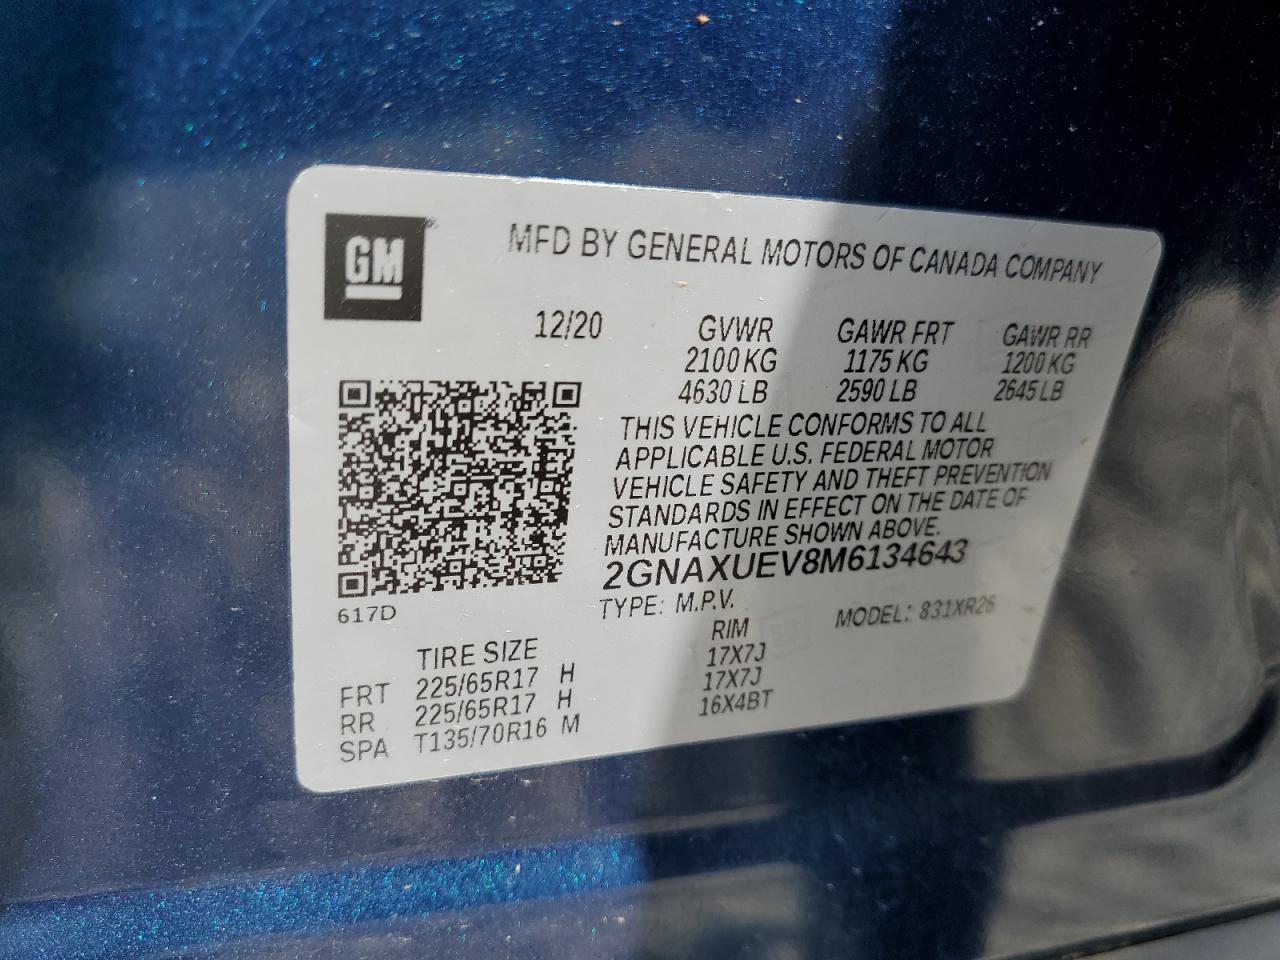 GM
MFD BY GENERAL MOTORS OF CANADA COMPANY
12/20 GVWR GAWR FRT GAWR RR
2100 KG 1175 KG 1200 KG
4630 LB 2590 LB 2645 LB
THIS VEHICLE CONFORMS TO ALL
APPLICABLE U.S. FEDERAL MOTOR
VEHICLE SAFETY AND THEFT PREVENTION
STANDARDS IN EFFECT ON THE DATE OF
MANUFACTURE SHOWN ABOVE.
2GNAXUEV8M6134643
617D
TYPE: M.P.V. MODEL: 831XR26
TIRE SIZE RIM
FRT 225/65R17 H 17X7J
RR 225/65R17 H 17X7J
SPA T135/70R16 M 16X4BT